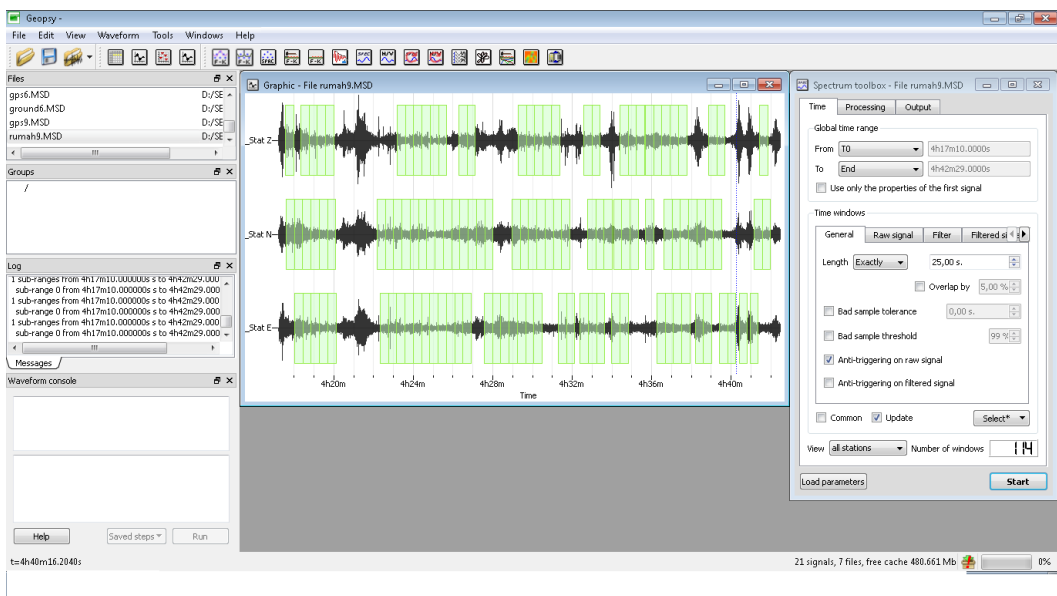 Geopsy -
File Edit View Waveform Tools Windows Help
Files
gps6.MSD D:/SE
ground6.MSD D:/SE
gps9.MSD D:/SE
rumah9.MSD D:/SE
Groups
/
Log
1 sub-ranges from 4h17m10.000000s s to 4h42m29.000
sub-range 0 from 4h17m10.000000s s to 4h42m29.000
1 sub-ranges from 4h17m10.000000s s to 4h42m29.000
sub-range 0 from 4h17m10.000000s s to 4h42m29.000
1 sub-ranges from 4h17m10.000000s s to 4h42m29.000
sub-range 0 from 4h17m10.000000s s to 4h42m29.000
Messages
Waveform console
Help Saved steps Run
t=4h40m16.2040s
Graphic - File rumah9.MSD
_Stat Z
_Stat N
_Stat E
4h20m 4h24m 4h28m 4h32m 4h36m 4h40m
Time
Spectrum toolbox - File rumah9.MSD
Time Processing Output
Global time range
From T0 4h17m10.0000s
To End 4h42m29.0000s
Use only the properties of the first signal
Time windows
General Raw signal Filter Filtered si
Length Exactly 25,00 s.
Overlap by 5,00 %
Bad sample tolerance 0,00 s.
Bad sample threshold 99 %
Anti-triggering on raw signal
Anti-triggering on filtered signal
Common Update Select*
View all stations Number of windows 114
Load parameters Start
21 signals, 7 files, free cache 480.661 Mb 0%